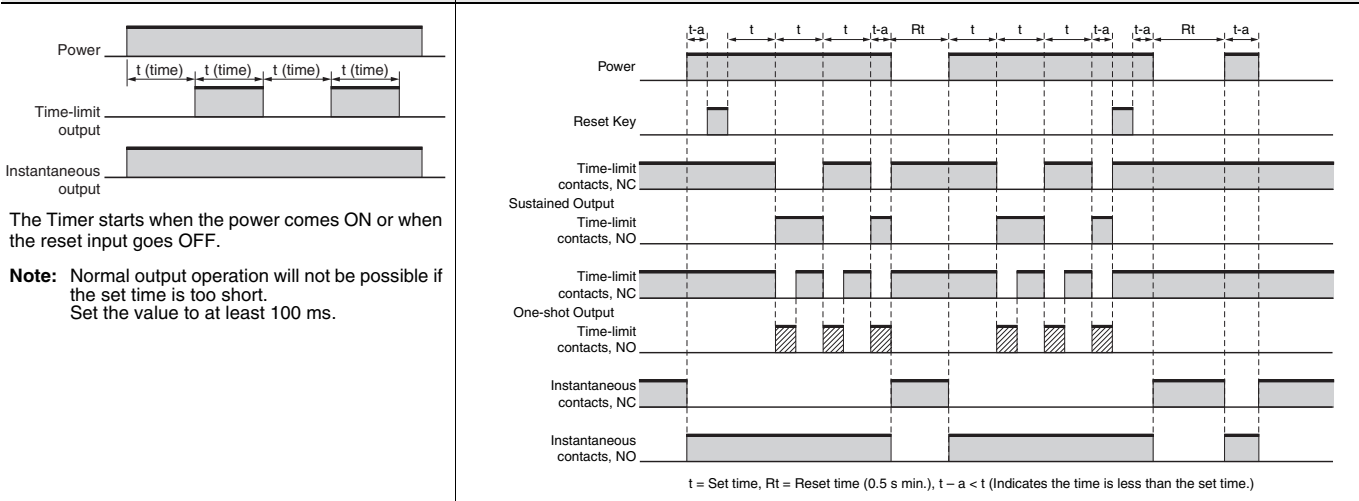 Power
t (time) t (time) t (time) t (time)
Time-limit
output
Instantaneous
output
The Timer starts when the power comes ON or when
the reset input goes OFF.
Note: Normal output operation will not be possible if
the set time is too short.
Set the value to at least 100 ms.
t-a t t t t-a Rt t t t t-a t-a Rt t-a
Power
Reset Key
Time-limit
contacts, NC
Sustained Output
Time-limit
contacts, NO
Time-limit
contacts, NC
One-shot Output
Time-limit
contacts, NO
Instantaneous
contacts, NC
Instantaneous
contacts, NO
t = Set time, Rt = Reset time (0.5 s min.), t – a < t (Indicates the time is less than the set time.)